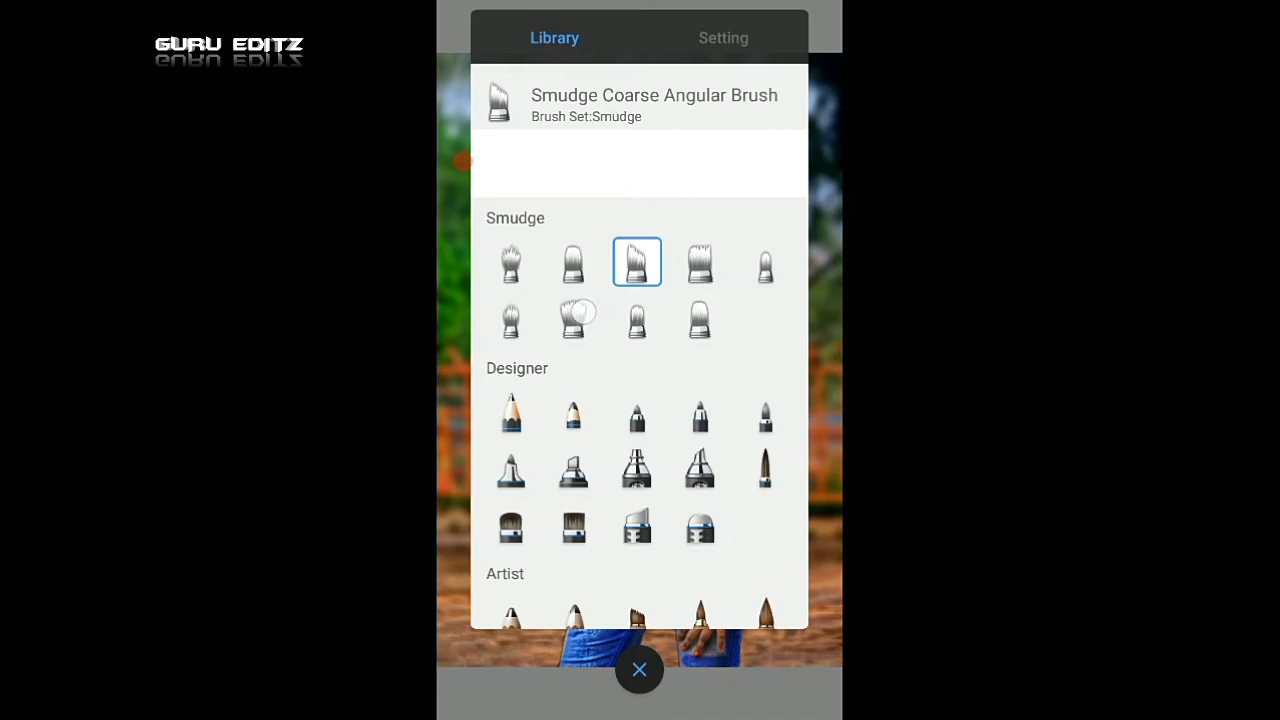 GURU EDITZ
Library
Setting
Smudge Coarse Angular Brush
Brush Set:Smudge
Smudge
Designer
Artist